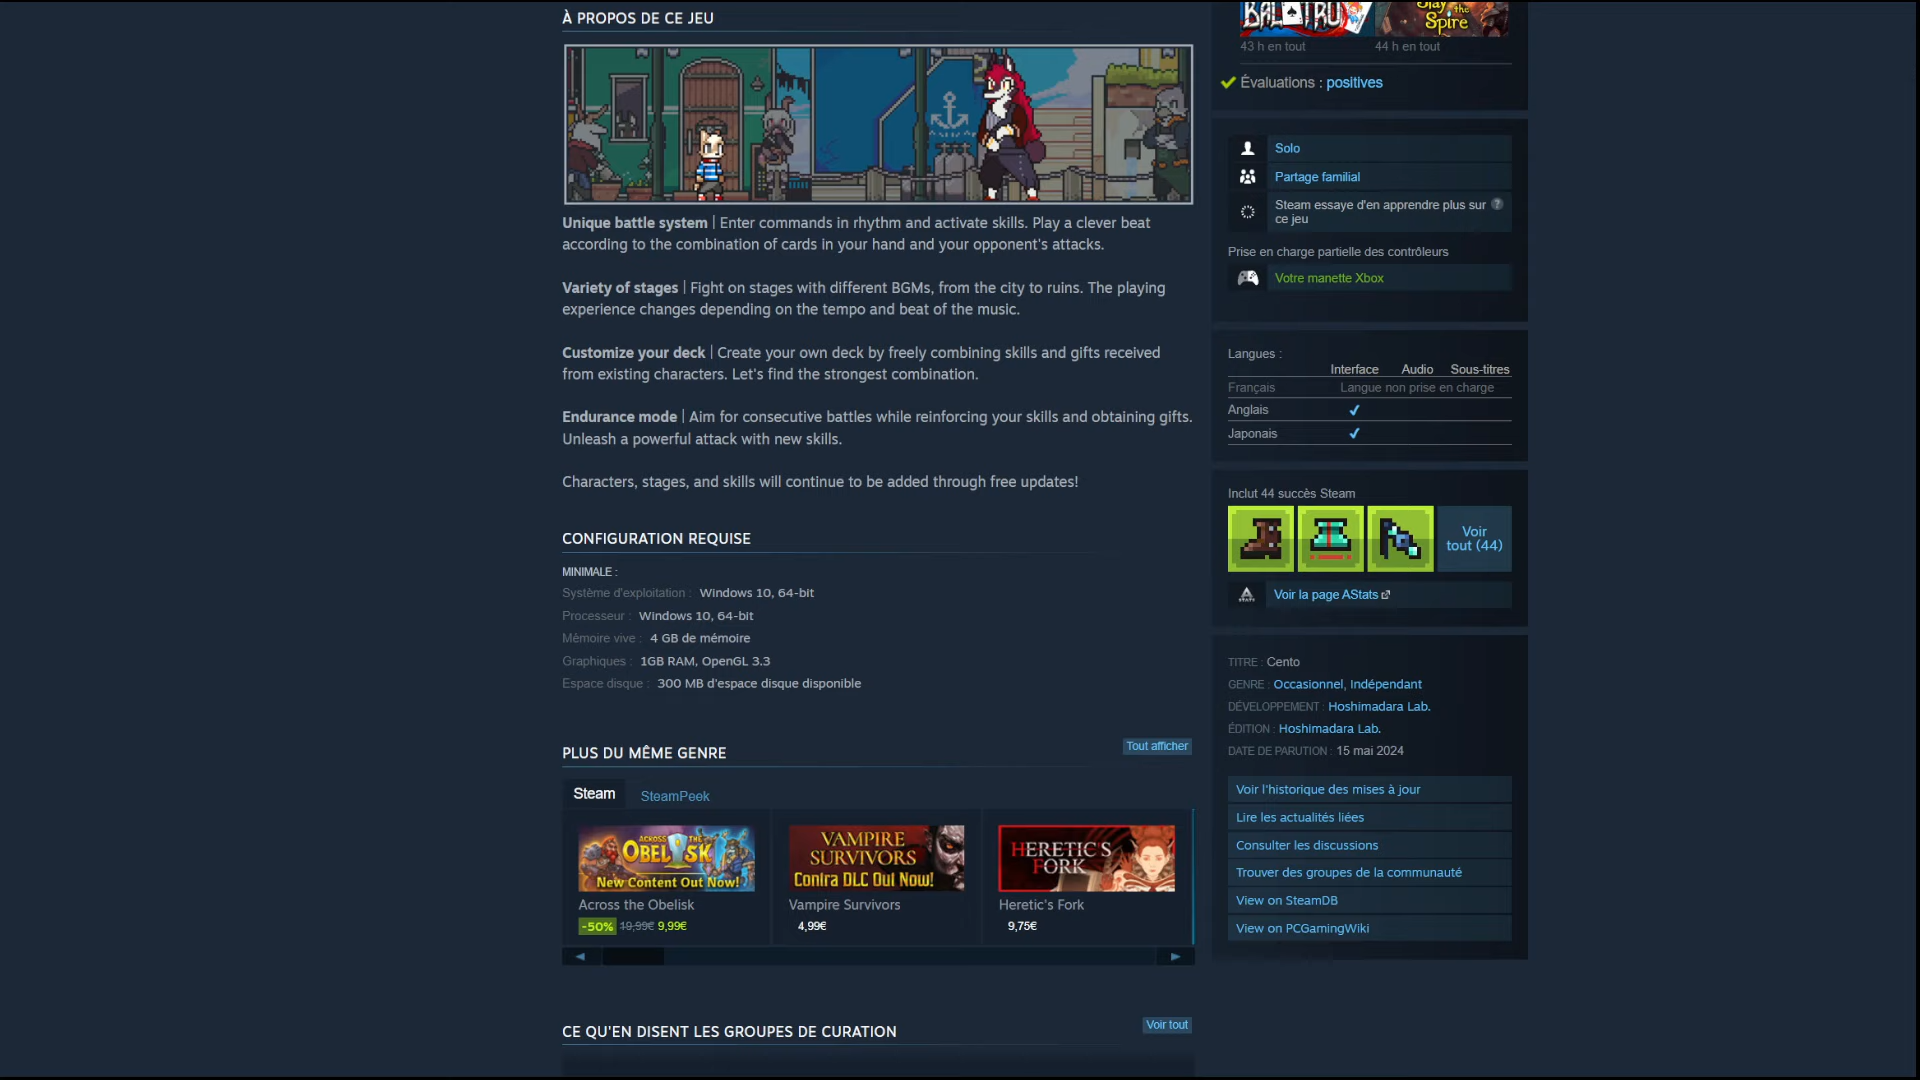 À PROPOS DE CE JEU
Unique battle system | Enter commands in rhythm and activate skills. Play a clever beat
according to the combination of cards in your hand and your opponent's attacks.
Variety of stages | Fight on stages with different BGMs, from the city to ruins. The playing
experience changes depending on the tempo and beat of the music.
Customize your deck | Create your own deck by freely combining skills and gifts received
from existing characters. Let's find the strongest combination.
Endurance mode | Aim for consecutive battles while reinforcing your skills and obtaining gifts.
Unleash a powerful attack with new skills.
Characters, stages, and skills will continue to be added through free updates!
CONFIGURATION REQUISE
MINIMALE :
Système d'exploitation : Windows 10, 64-bit
Processeur : Windows 10, 64-bit
Mémoire vive : 4 GB de mémoire
Graphiques : 1GB RAM, OpenGL 3.3
Espace disque : 300 MB d'espace disque disponible
PLUS DU MÊME GENRE
Tout afficher
Steam
SteamPeek
ACROSS THE
OBELISK
New Content Out Now!
Across the Obelisk
-50% 19,99€ 9,99€
VAMPIRE
SURVIVORS
Contra DLC Out Now!
Vampire Survivors
4,99€
HERETIC'S
FORK
Heretic's Fork
9,75€
CE QU'EN DISENT LES GROUPES DE CURATION
Voir tout
BALATRO
Slay the
Spire
43 h en tout
44 h en tout
Évaluations : positives
Solo
Partage familial
Steam essaye d'en apprendre plus sur ?
ce jeu
Prise en charge partielle des contrôleurs
Votre manette Xbox
Langues :
Interface Audio Sous-titres
Français Langue non prise en charge
Anglais ✓
Japonais ✓
Inclut 44 succès Steam
Voir
tout (44)
Voir la page AStats
TITRE : Cento
GENRE : Occasionnel, Indépendant
DÉVELOPPEMENT : Hoshimadara Lab.
ÉDITION : Hoshimadara Lab.
DATE DE PARUTION : 15 mai 2024
Voir l'historique des mises à jour
Lire les actualités liées
Consulter les discussions
Trouver des groupes de la communauté
View on SteamDB
View on PCGamingWiki